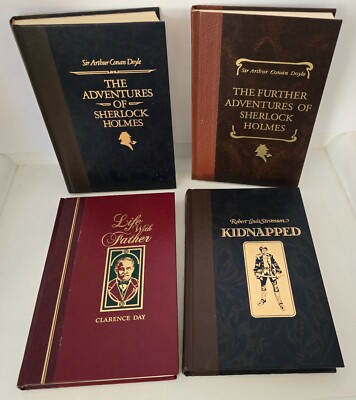 Sir Arthur Conan Doyle
THE
ADVENTURES
OF
SHERLOCK
HOLMES
Sir Arthur Conan Doyle
THE FURTHER
ADVENTURES OF
SHERLOCK
HOLMES
Life
With
Father
CLARENCE DAY
Robert Louis Stevenson
KIDNAPPED